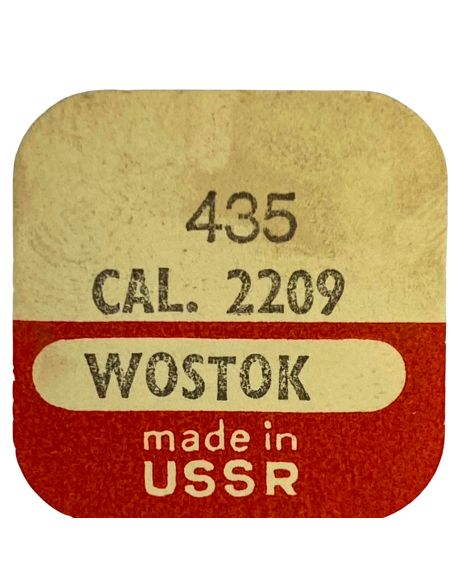 435
CAL. 2209
WOSTOK
made in
USSR